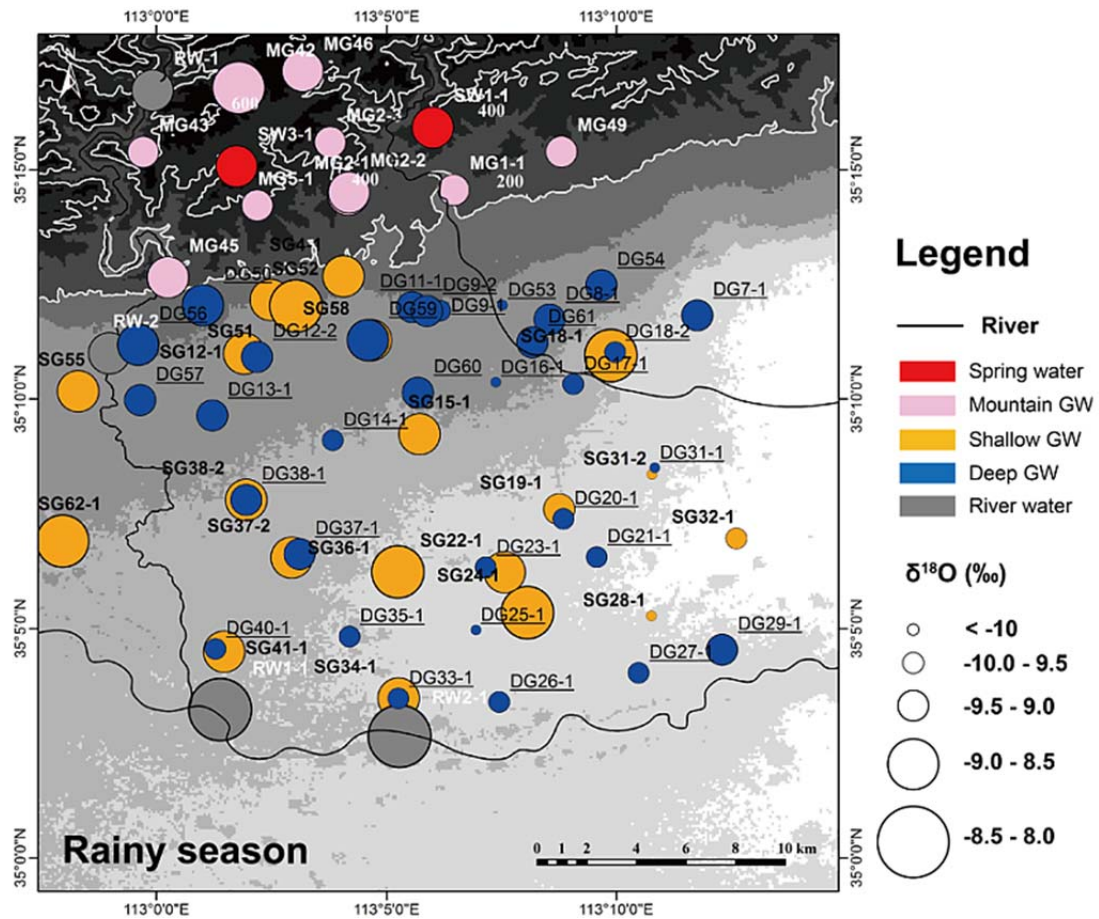 113°0'0"E
113°5'0"E
113°10'0"E
N
RW-1
MG42
MG46
600
SW1-1
400
MG43
SW3-1
MG2-3
MG49
35°15'0"N
35°15'0"N
MG5-1
MG2-1
MG2-2
400
MG1-1
200
MG45
SG4-1
DG50
SG52
DG54
DG11-1
DG9-2
DG53
DG8-1
DG7-1
DG56
SG58
DG59
DG9-1
DG61
RW-2
SG51
DG12-2
SG18-1
DG18-2
SG55
SG12-1
DG57
DG60
DG16-1
DG17-1
DG13-1
SG15-1
35°10'0"N
35°10'0"N
DG14-1
SG38-2
DG38-1
SG31-2
DG31-1
SG19-1
DG20-1
SG62-1
SG37-2
DG37-1
SG32-1
SG36-1
SG22-1
DG23-1
DG21-1
SG24-1
SG28-1
35°5'0"N
35°5'0"N
DG40-1
DG35-1
DG25-1
DG29-1
SG41-1
RW1-1
SG34-1
DG27-1
DG33-1
RW2-1
DG26-1
Rainy season
0 1 2 4 6 8 10 km
35°0'0"N
35°0'0"N
113°0'0"E
113°5'0"E
113°10'0"E
Legend
River
Spring water
Mountain GW
Shallow GW
Deep GW
River water
δ¹⁸O (‰)
< -10
-10.0 - 9.5
-9.5 - 9.0
-9.0 - 8.5
-8.5 - 8.0